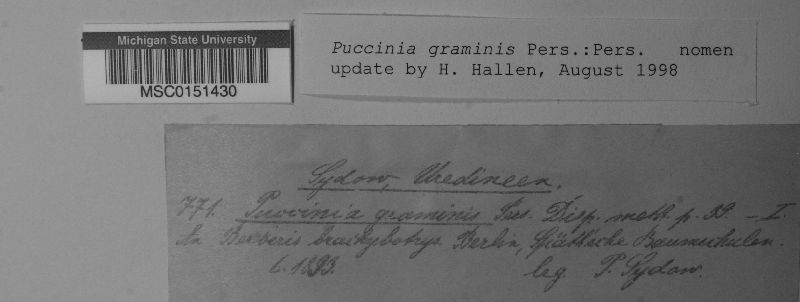 Michigan State University
MSC0151430
Puccinia graminis Pers.:Pers. nomen
update by H. Hallen, August 1998
Sydow, Uredineen.
771. Puccinia graminis Pers. Disp. meth. p. 39. – I.
An Berberis brachybotrys. Berlin, Späth'sche Baumschulen.
6. 1893. leg. P. Sydow.